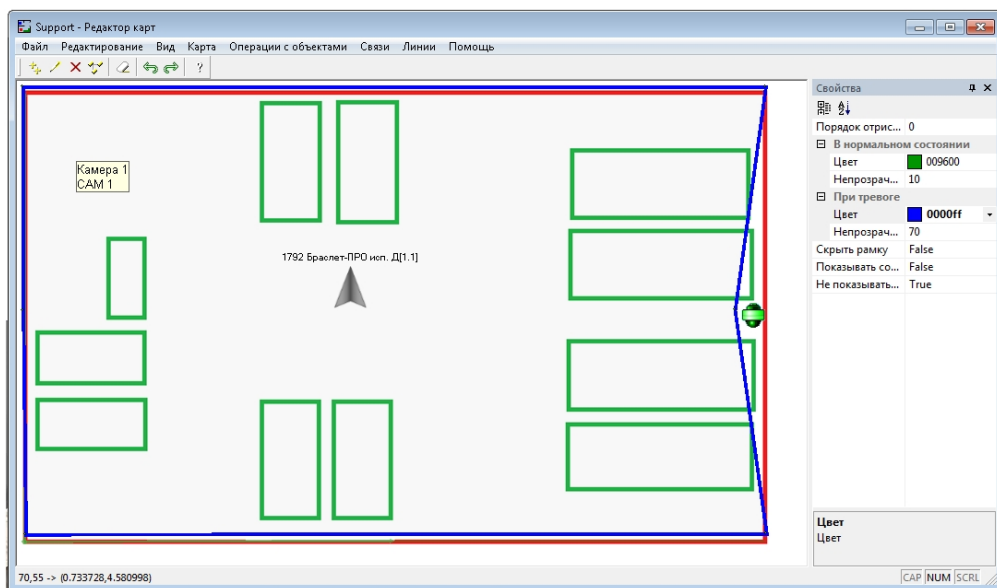 Support - Редактор карт
Файл Редактирование Вид Карта Операции с объектами Связи Линии Помощь
?
Свойства
Порядок отрис... 0
В нормальном состоянии
Цвет 009600
Непрозрач... 10
При тревоге
Цвет 0000ff
Непрозрач... 70
Скрыть рамку False
Показывать со... False
Не показывать... True
Камера 1
CAM 1
1792 Браслет-ПРО исп. Д[1.1]
Цвет
Цвет
70,55 -> (0.733728,4.580998)
CAP NUM SCRL